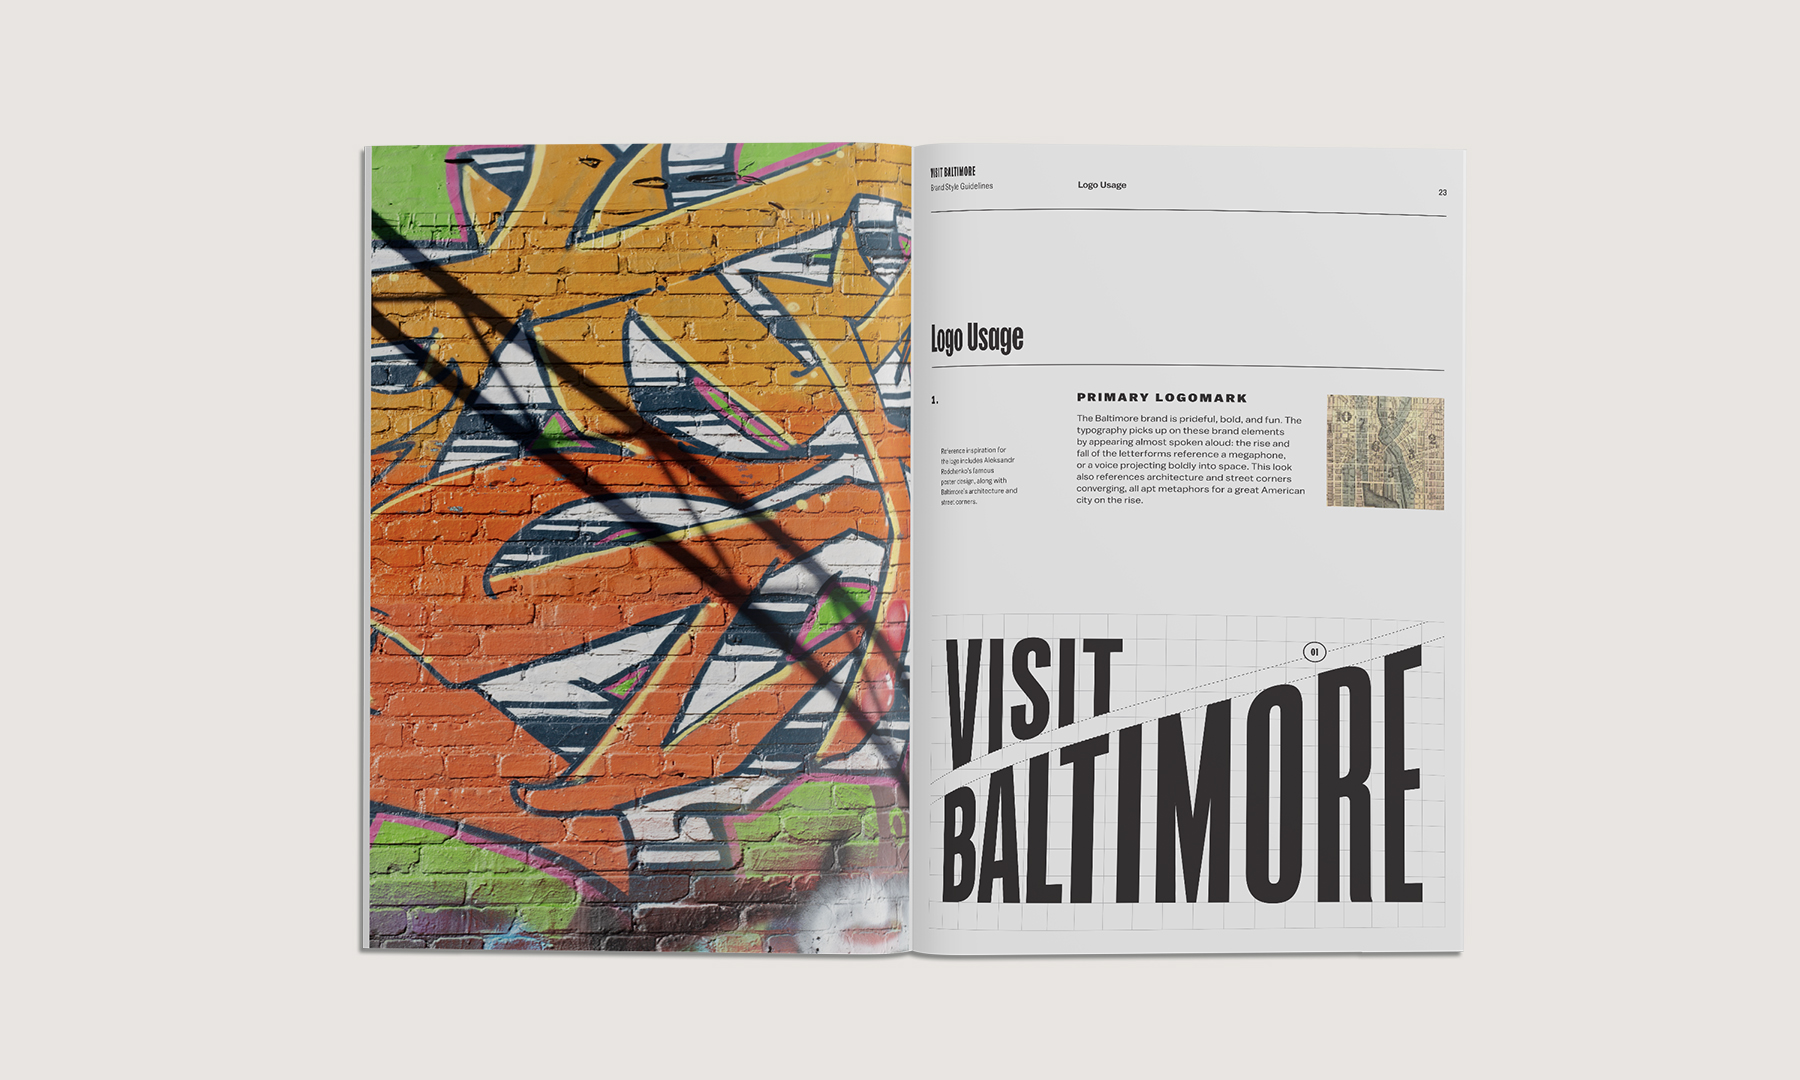 VISIT BALTIMORE
Brand Style Guidelines
Logo Usage
23
Logo Usage
1.
Reference inspiration for
the logo includes Aleksandr
Rodchenko's famous
poster design, along with
Baltimore's architecture and
street corners.
PRIMARY LOGOMARK
The Baltimore brand is prideful, bold, and fun. The
typography picks up on these brand elements
by appearing almost spoken aloud: the rise and
fall of the letterforms reference a megaphone,
or a voice projecting boldly into space. This look
also references architecture and street corners
converging, all apt metaphors for a great American
city on the rise.
10
2
01
VISIT
BALTIMORE